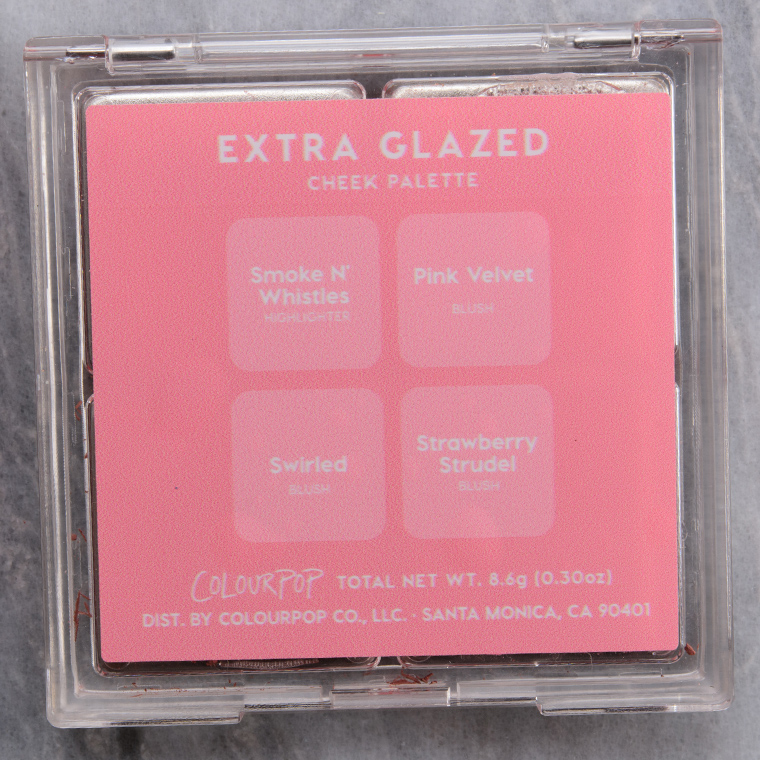 EXTRA GLAZED
CHEEK PALETTE
Smoke N'
Whistles
HIGHLIGHTER
Pink Velvet
BLUSH
Swirled
BLUSH
Strawberry
Strudel
BLUSH
COLOURPOP TOTAL NET WT. 8.6g (0.30oz)
DIST. BY COLOURPOP CO., LLC. · SANTA MONICA, CA 90401